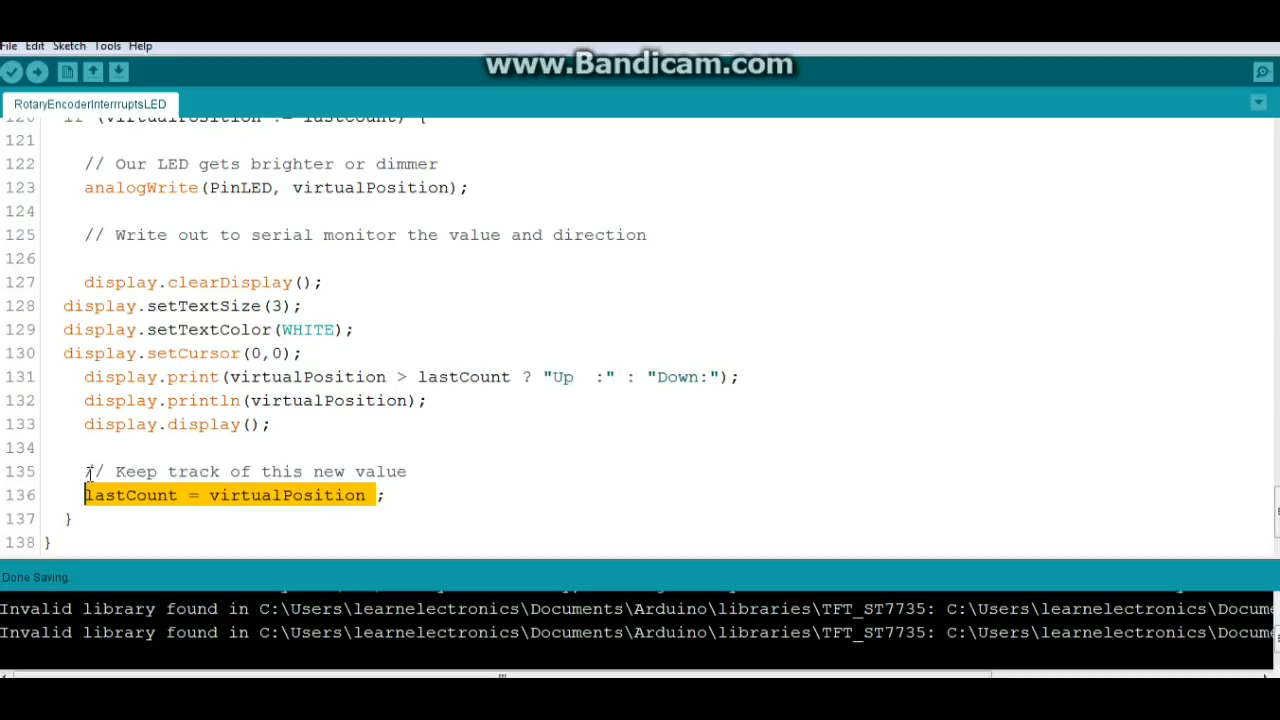 www.Bandicam.com
File Edit Sketch Tools Help
RotaryEncoderInterrruptsLED
120 if (virtualPosition != lastCount) {
121
122 // Our LED gets brighter or dimmer
123 analogWrite(PinLED, virtualPosition);
124
125 // Write out to serial monitor the value and direction
126
127 display.clearDisplay();
128 display.setTextSize(3);
129 display.setTextColor(WHITE);
130 display.setCursor(0,0);
131 display.print(virtualPosition > lastCount ? "Up  :" : "Down:");
132 display.println(virtualPosition);
133 display.display();
134
135 // Keep track of this new value
136 lastCount = virtualPosition ;
137 }
138 }
Done Saving.
Invalid library found in C:\Users\learnelectronics\Documents\Arduino\libraries\TFT_ST7735: C:\Users\learnelectronics\Docume
Invalid library found in C:\Users\learnelectronics\Documents\Arduino\libraries\TFT_ST7735: C:\Users\learnelectronics\Docume